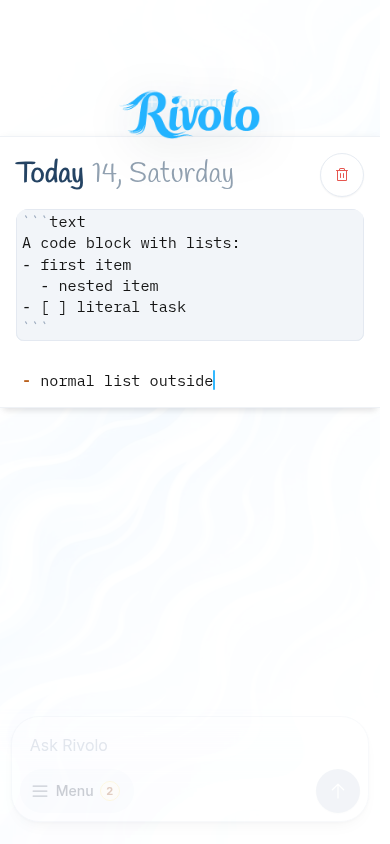 Tomorrow
Rivolo
Today 14, Saturday
```text
A code block with lists:
- first item
  - nested item
- [ ] literal task
```
- normal list outside
Ask Rivolo
Menu 2